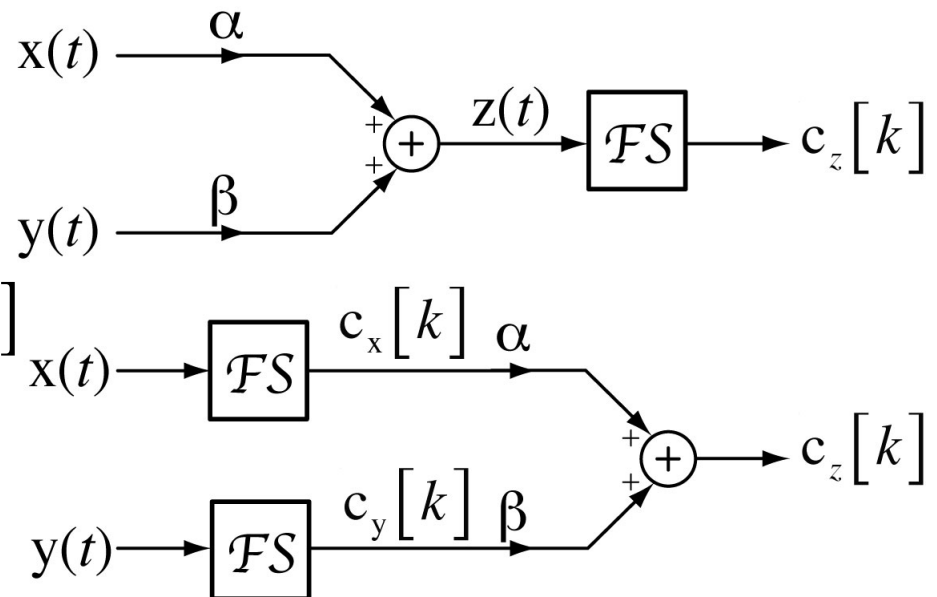 α
x(t)
+ + z(t) FS c_z[k]
+
β
y(t)
]
c_x[k] α
x(t) FS
+ + c_z[k]
+
c_y[k] β
y(t) FS